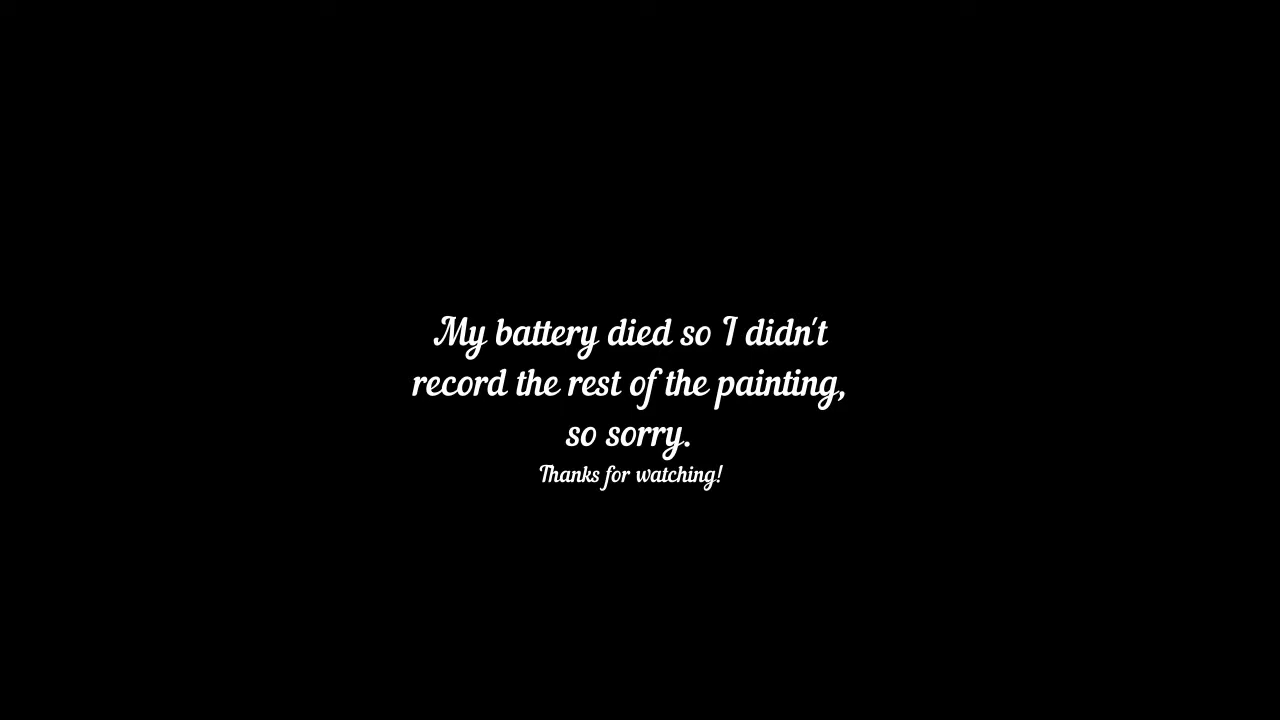 My battery died so I didn't
record the rest of the painting,
so sorry.
Thanks for watching!